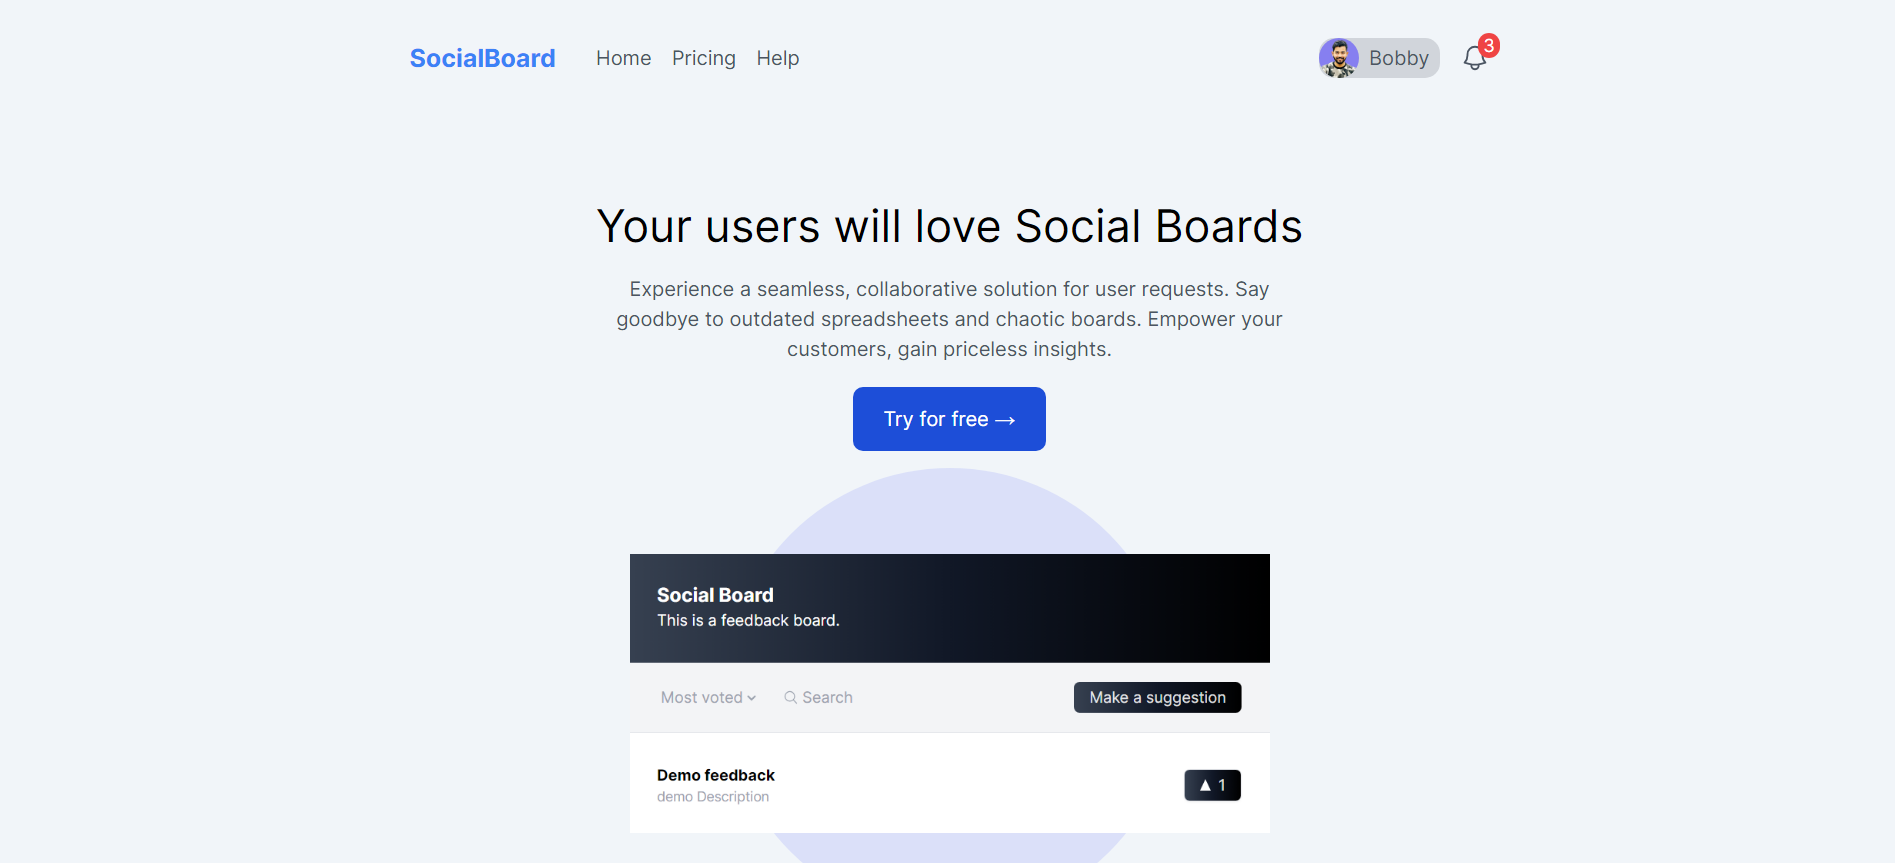 SocialBoard Home Pricing Help Bobby 3
Your users will love Social Boards
Experience a seamless, collaborative solution for user requests. Say
goodbye to outdated spreadsheets and chaotic boards. Empower your
customers, gain priceless insights.
Try for free →
Social Board
This is a feedback board.
Most voted Search Make a suggestion
Demo feedback
demo Description
▲ 1